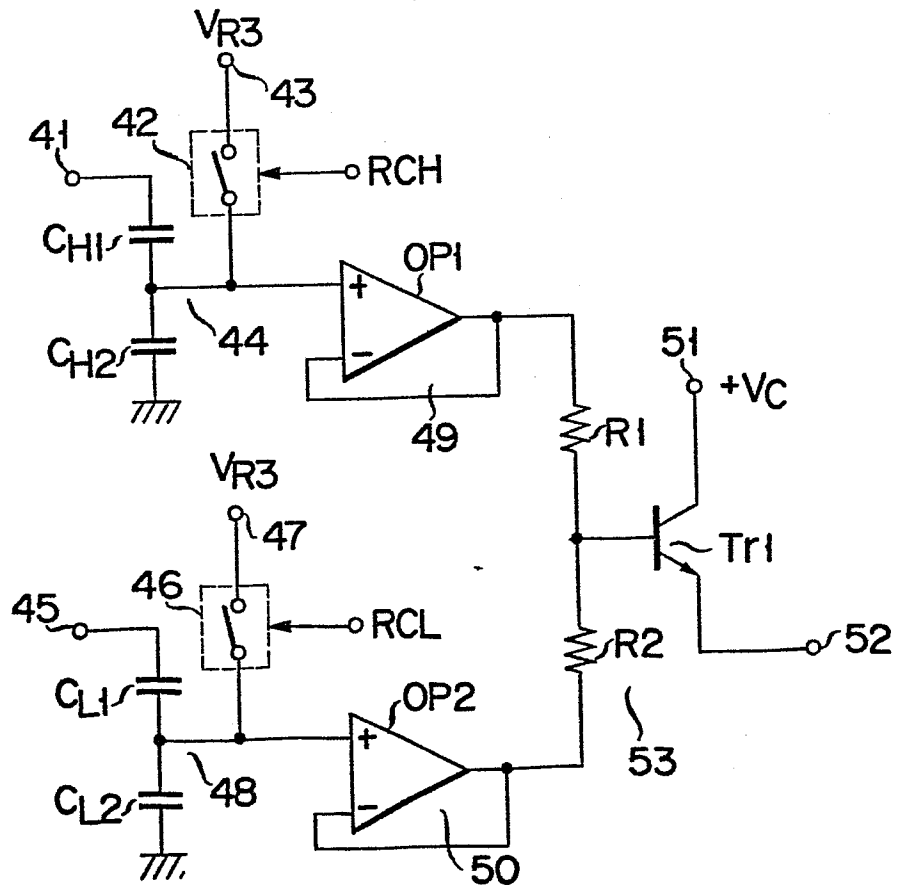 VR3
43
42
41
RCH
CH1
OP1
+
44
CH2
−
51
+VC
49
R1
VR3
47
Tr1
46
45
RCL
R2
52
CL1
OP2
+
53
48
CL2
−
50